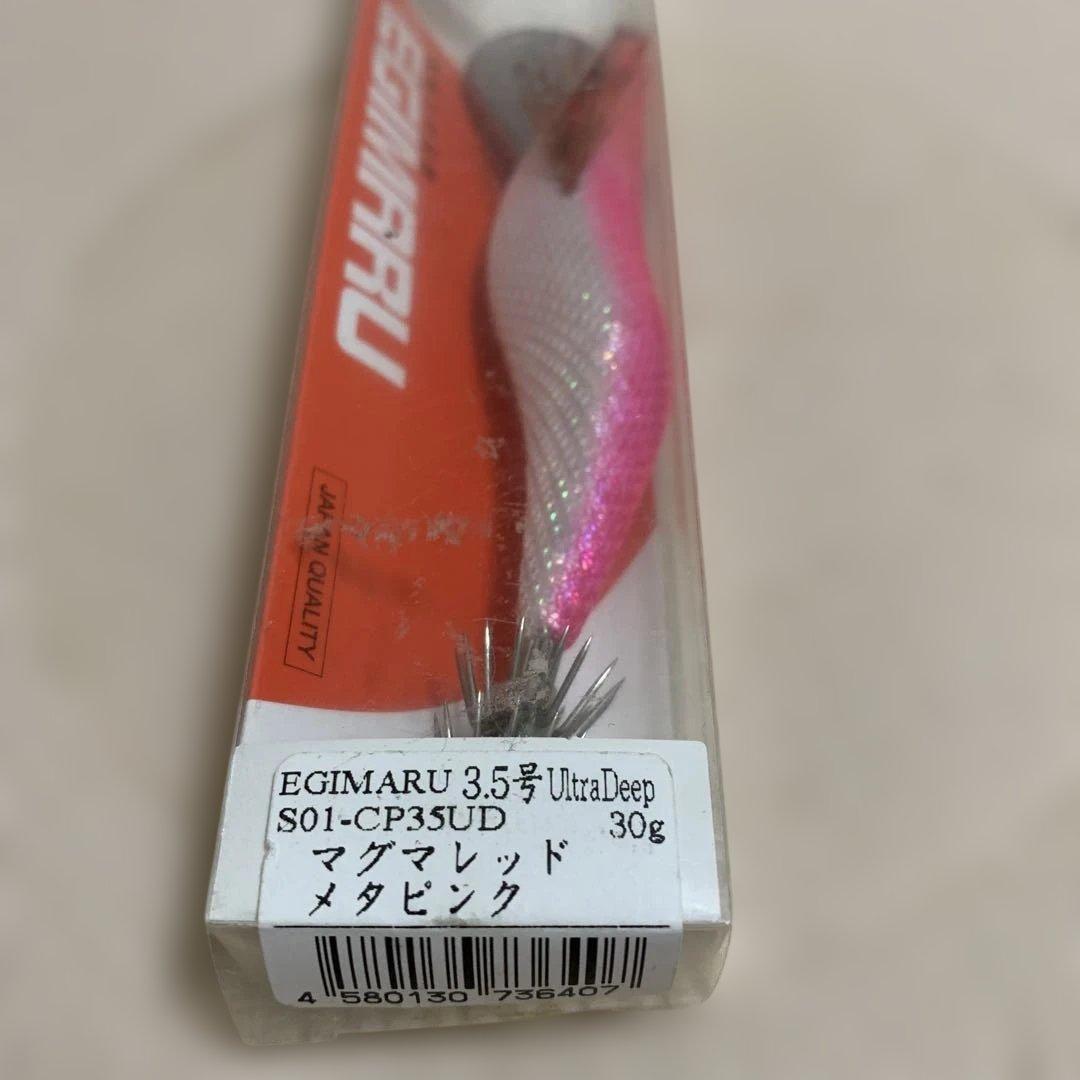 EGIMARU
JAPAN QUALITY
EGIMARU 3.5号 UltraDeep
S01-CP35UD 30g
マグマレッド
メタピンク
4 580130 736407